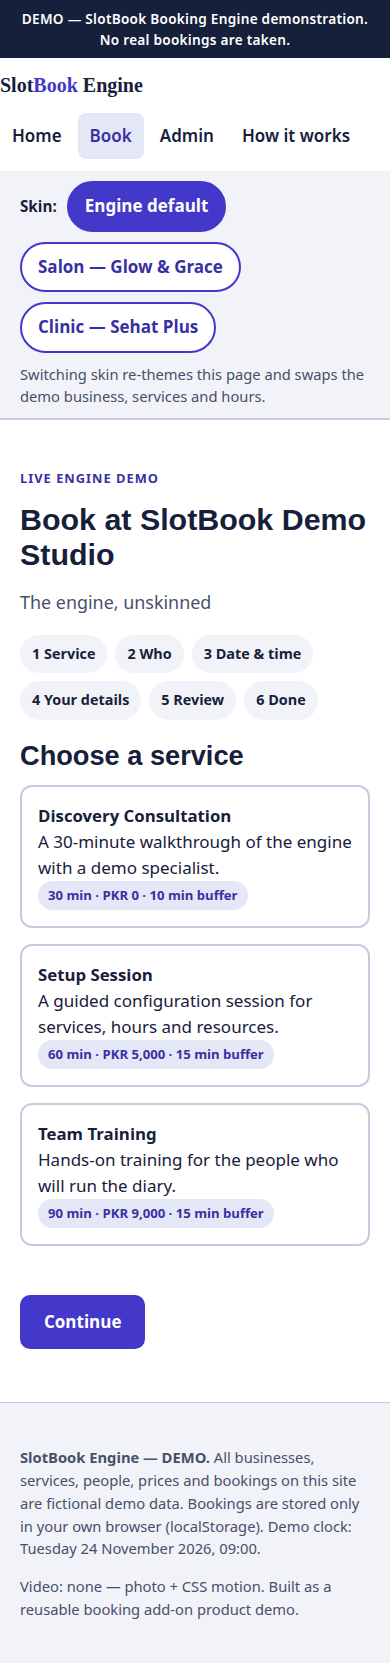 DEMO — SlotBook Booking Engine demonstration.
No real bookings are taken.
SlotBook Engine
Home Book Admin How it works
Skin: Engine default
Salon — Glow & Grace
Clinic — Sehat Plus
Switching skin re-themes this page and swaps the
demo business, services and hours.
LIVE ENGINE DEMO
Book at SlotBook Demo
Studio
The engine, unskinned
1 Service 2 Who 3 Date & time
4 Your details 5 Review 6 Done
Choose a service
Discovery Consultation
A 30-minute walkthrough of the engine
with a demo specialist.
30 min · PKR 0 · 10 min buffer
Setup Session
A guided configuration session for
services, hours and resources.
60 min · PKR 5,000 · 15 min buffer
Team Training
Hands-on training for the people who
will run the diary.
90 min · PKR 9,000 · 15 min buffer
Continue
SlotBook Engine — DEMO. All businesses,
services, people, prices and bookings on this site
are fictional demo data. Bookings are stored only
in your own browser (localStorage). Demo clock:
Tuesday 24 November 2026, 09:00.
Video: none — photo + CSS motion. Built as a
reusable booking add-on product demo.